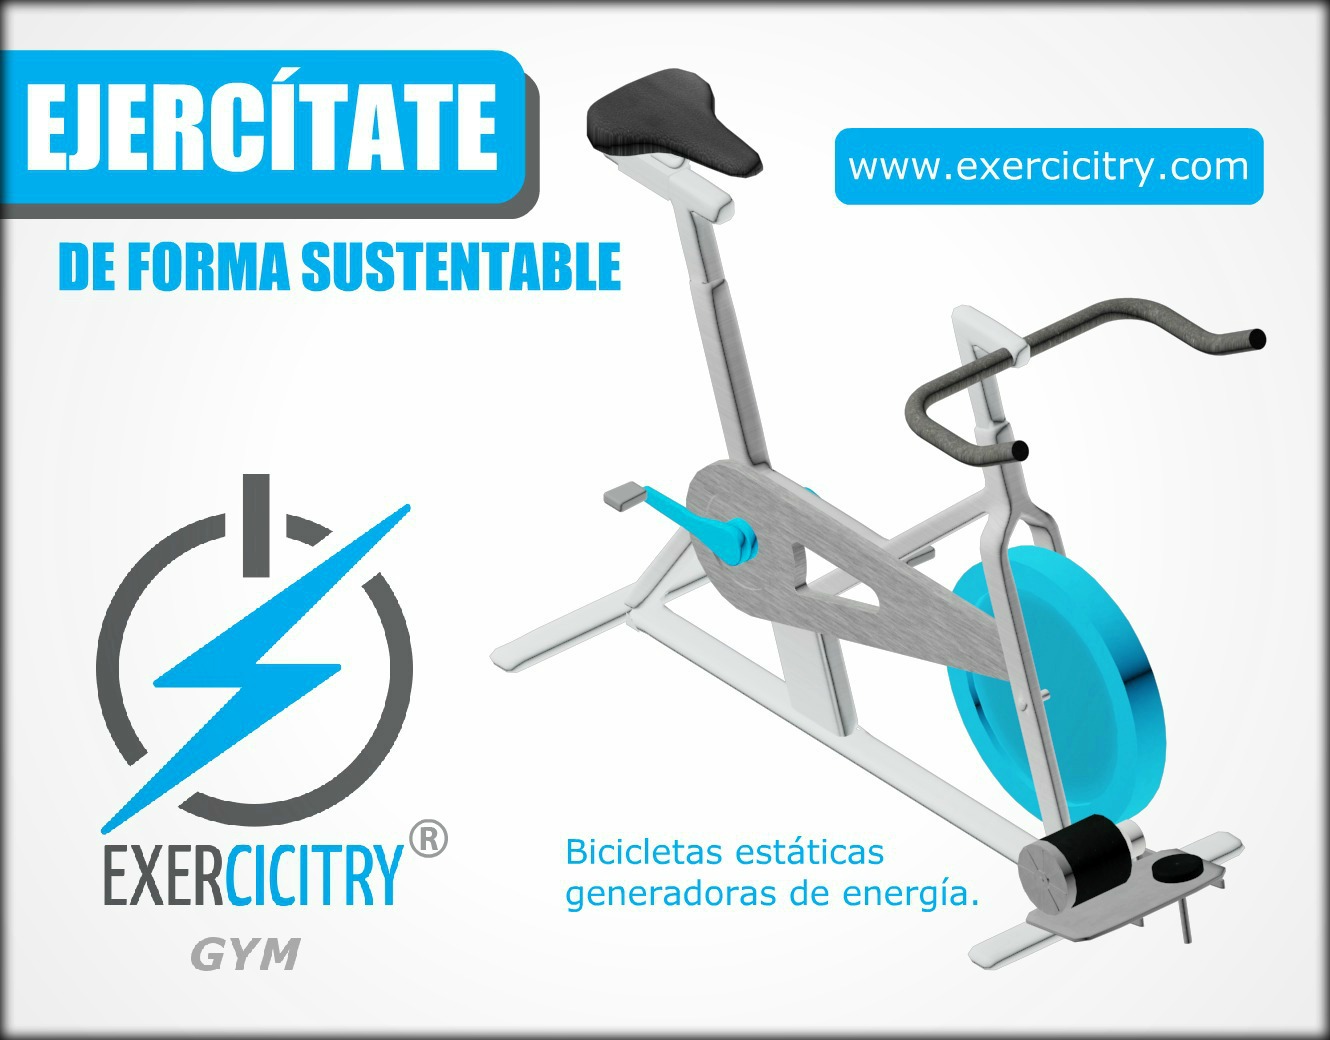 EJERCÍTATE
DE FORMA SUSTENTABLE
www.exercicitry.com
EXERCICITRY®
GYM
Bicicletas estáticas
generadoras de energía.